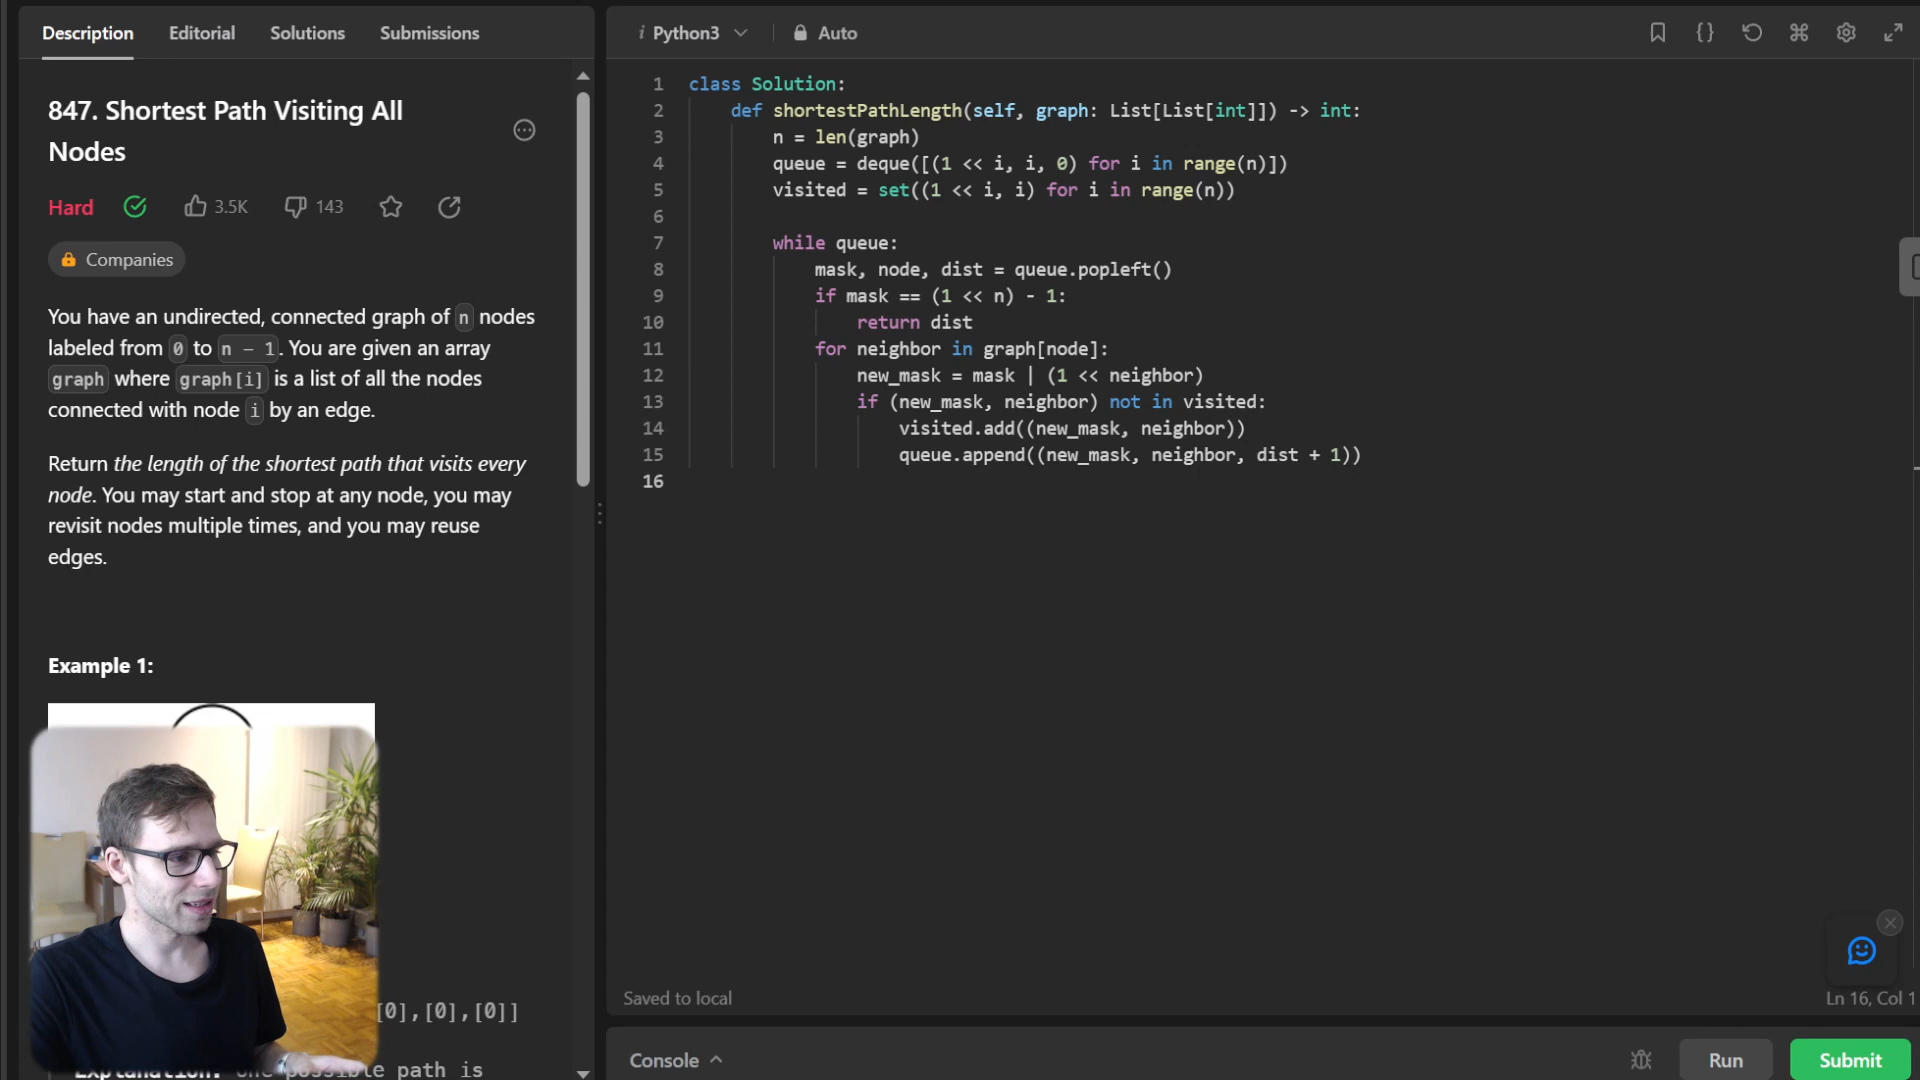 Description Editorial Solutions Submissions
847. Shortest Path Visiting All
Nodes
Hard 3.5K 143
Companies
You have an undirected, connected graph of n nodes
labeled from 0 to n - 1. You are given an array
graph where graph[i] is a list of all the nodes
connected with node i by an edge.
Return the length of the shortest path that visits every
node. You may start and stop at any node, you may
revisit nodes multiple times, and you may reuse
edges.
Example 1:
[0],[0],[0]]
path is
i Python3 Auto
1 class Solution:
2 def shortestPathLength(self, graph: List[List[int]]) -> int:
3 n = len(graph)
4 queue = deque([(1 << i, i, 0) for i in range(n)])
5 visited = set((1 << i, i) for i in range(n))
6
7 while queue:
8 mask, node, dist = queue.popleft()
9 if mask == (1 << n) - 1:
10 return dist
11 for neighbor in graph[node]:
12 new_mask = mask | (1 << neighbor)
13 if (new_mask, neighbor) not in visited:
14 visited.add((new_mask, neighbor))
15 queue.append((new_mask, neighbor, dist + 1))
16
Saved to local
Ln 16, Col 1
Console Run Submit